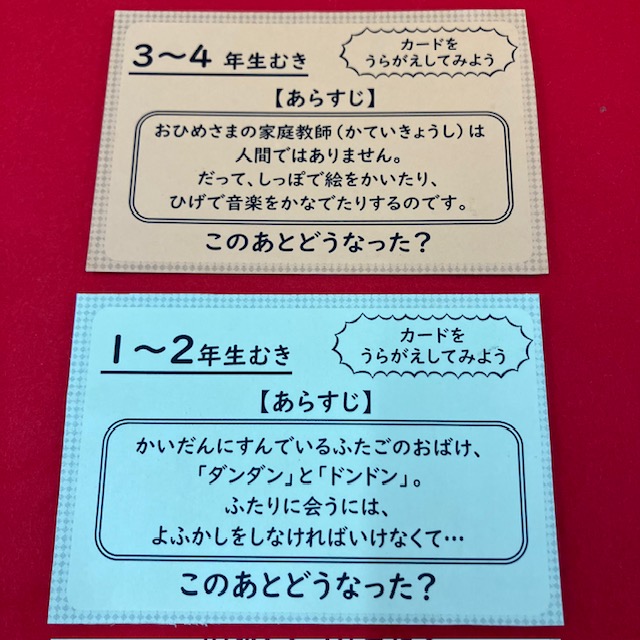 3～4年生むき
カードを
うらがえしてみよう
【あらすじ】
おひめさまの家庭教師（かていきょうし）は
人間ではありません。
だって、しっぽで絵をかいたり、
ひげで音楽をかなでたりするのです。
このあとどうなった？
1～2年生むき
カードを
うらがえしてみよう
【あらすじ】
かいだんにすんでいるふたごのおばけ、
「ダンダン」と「ドンドン」。
ふたりに会うには、
よふかしをしなければいけなくて…
このあとどうなった？